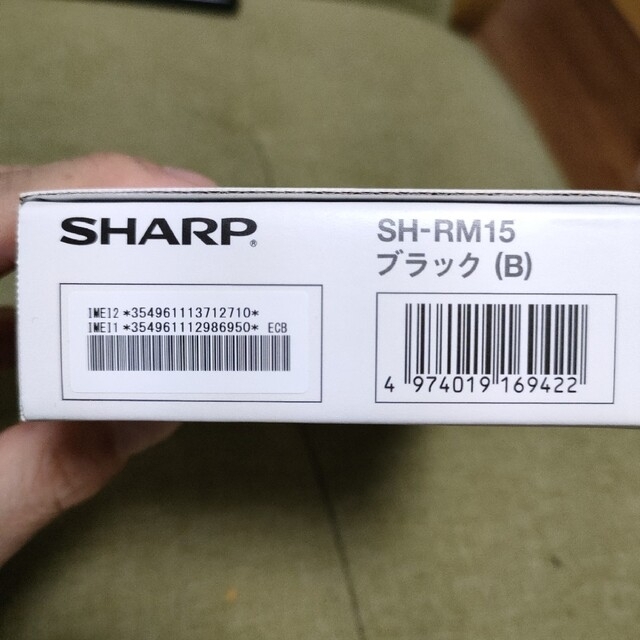 SHARP®
IMEI2 *354961113712710*
IMEI1 *354961112986950* ECB
SH-RM15
ブラック (B)
4 974019 169422